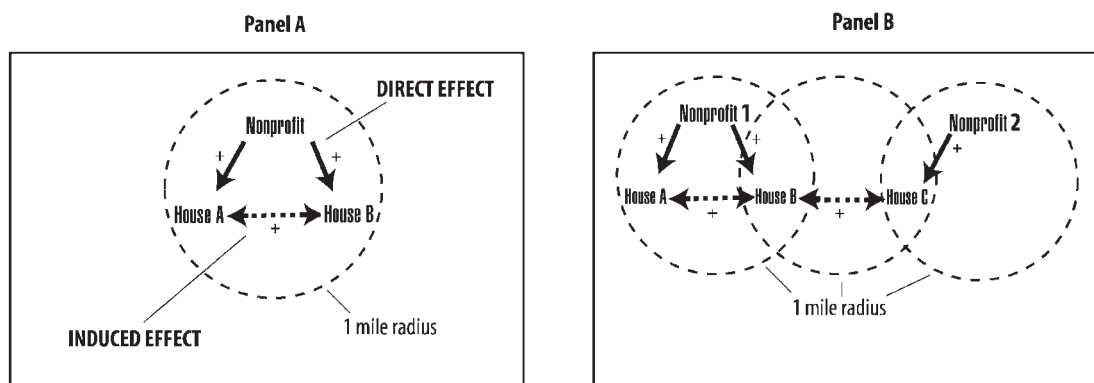 Panel A
DIRECT EFFECT
Nonprofit
+ +
House A House B
+
1 mile radius
INDUCED EFFECT
Panel B
Nonprofit 1
Nonprofit 2
+ + +
House A House B House C
+ +
1 mile radius